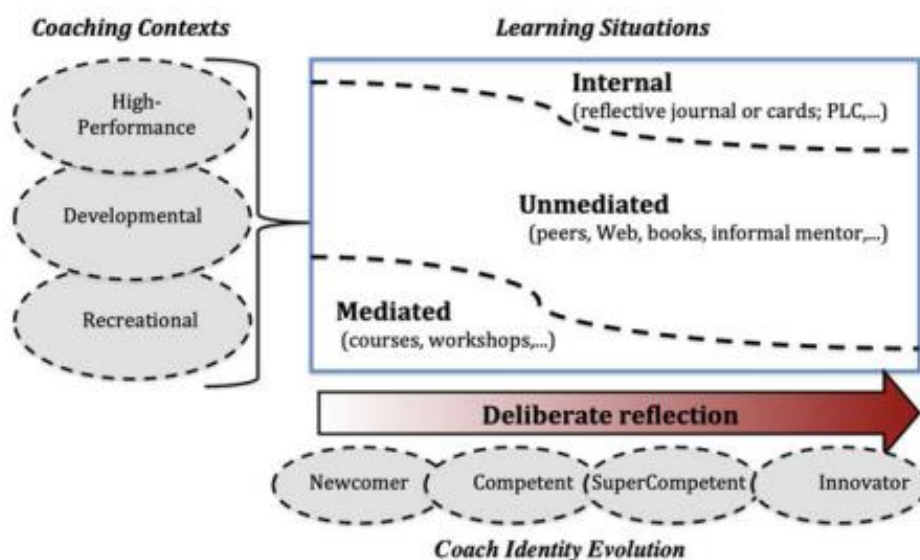 Coaching Contexts
Learning Situations
High-
Performance
Developmental
Recreational
Internal
(reflective journal or cards; PLC,...)
Unmediated
(peers, Web, books, informal mentor,...)
Mediated
(courses, workshops,...)
Deliberate reflection
Newcomer
Competent
SuperCompetent
Innovator
Coach Identity Evolution